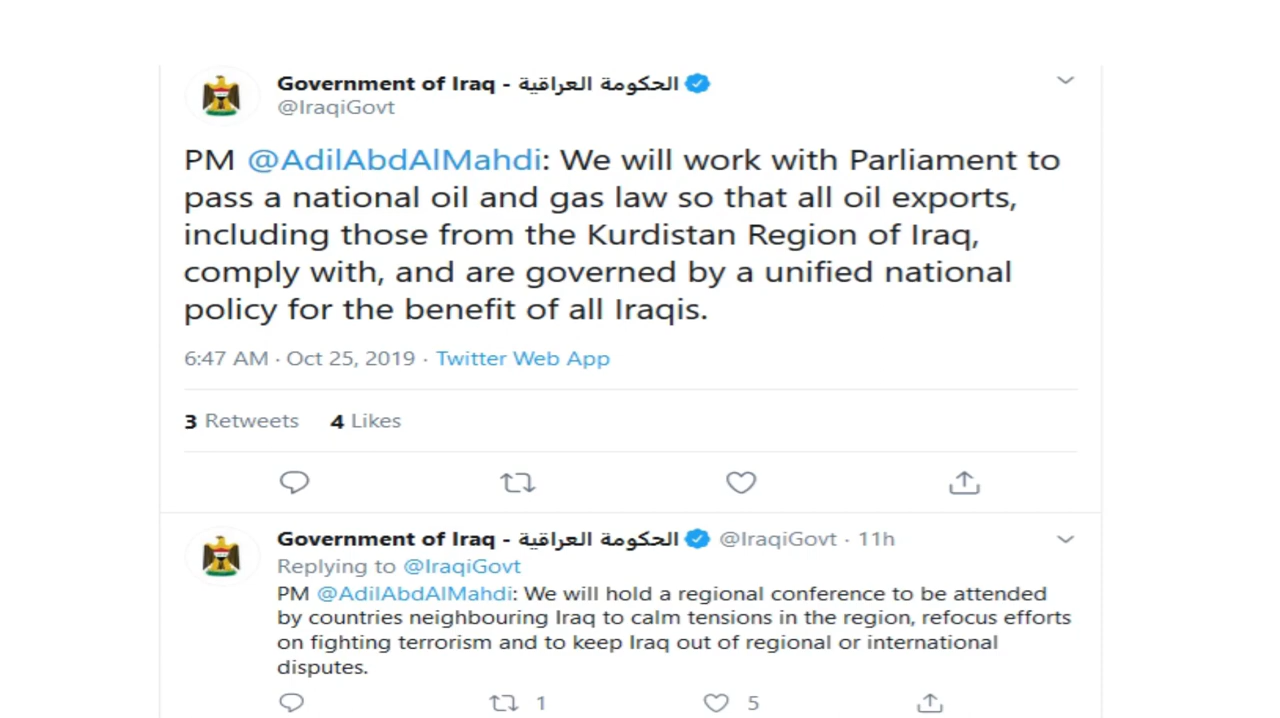 Government of Iraq - الحكومة العراقية
@IraqiGovt
PM @AdilAbdAlMahdi: We will work with Parliament to
pass a national oil and gas law so that all oil exports,
including those from the Kurdistan Region of Iraq,
comply with, and are governed by a unified national
policy for the benefit of all Iraqis.
6:47 AM · Oct 25, 2019 · Twitter Web App
3 Retweets 4 Likes
Government of Iraq - الحكومة العراقية @IraqiGovt · 11h
Replying to @IraqiGovt
PM @AdilAbdAlMahdi: We will hold a regional conference to be attended
by countries neighbouring Iraq to calm tensions in the region, refocus efforts
on fighting terrorism and to keep Iraq out of regional or international
disputes.
1 5